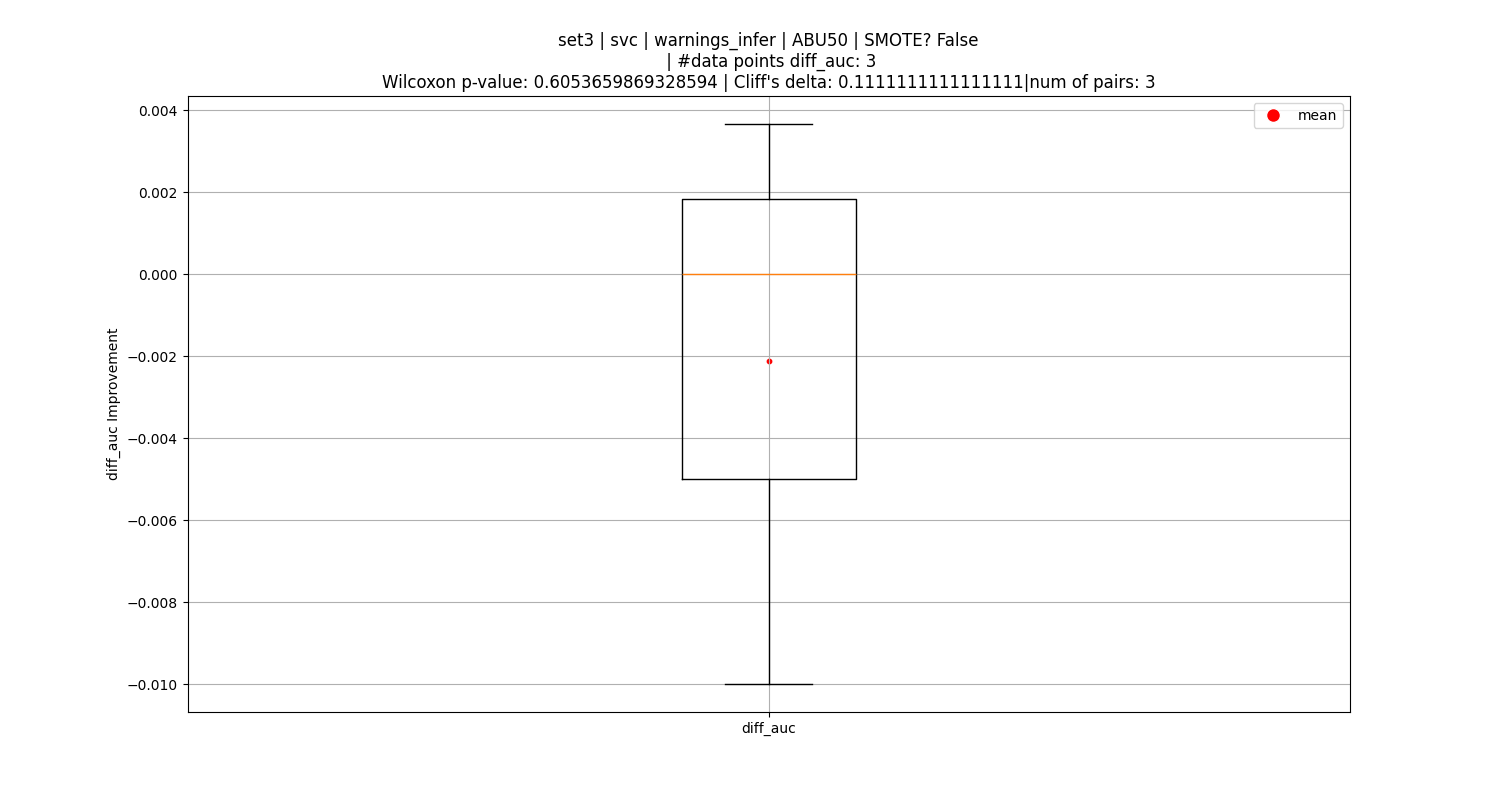 set3 | svc | warnings_infer | ABU50 | SMOTE? False
| #data points diff_auc: 3
Wilcoxon p-value: 0.6053659869328594 | Cliff's delta: 0.1111111111111111|num of pairs: 3
mean
0.004
0.002
0.000
−0.002
−0.004
−0.006
−0.008
−0.010
diff_auc Improvement
diff_auc